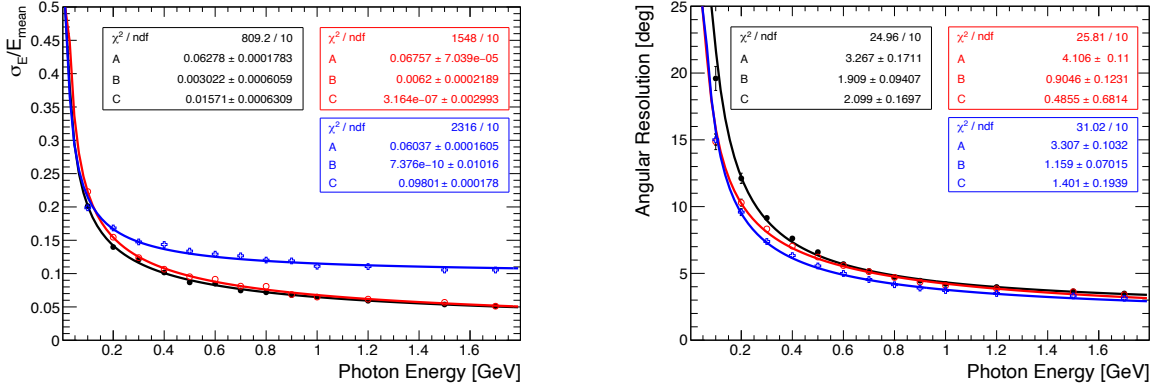 σ_E/E_mean
0.5
0.45
0.4
0.35
0.3
0.25
0.2
0.15
0.1
0.05
0
χ² / ndf 809.2 / 10
A 0.06278 ± 0.0001783
B 0.003022 ± 0.0006059
C 0.01571 ± 0.0006309
χ² / ndf 1548 / 10
A 0.06757 ± 7.039e−05
B 0.0062 ± 0.0002189
C 3.164e−07 ± 0.002993
χ² / ndf 2316 / 10
A 0.06037 ± 0.0001605
B 7.376e−10 ± 0.01016
C 0.09801 ± 0.000178
0.2 0.4 0.6 0.8 1 1.2 1.4 1.6
Photon Energy [GeV]
Angular Resolution [deg]
25
20
15
10
5
0
χ² / ndf 24.96 / 10
A 3.267 ± 0.1711
B 1.909 ± 0.09407
C 2.099 ± 0.1697
χ² / ndf 25.81 / 10
A 4.106 ± 0.11
B 0.9046 ± 0.1231
C 0.4855 ± 0.6814
χ² / ndf 31.02 / 10
A 3.307 ± 0.1032
B 1.159 ± 0.07015
C 1.401 ± 0.1939
0.2 0.4 0.6 0.8 1 1.2 1.4 1.6
Photon Energy [GeV]